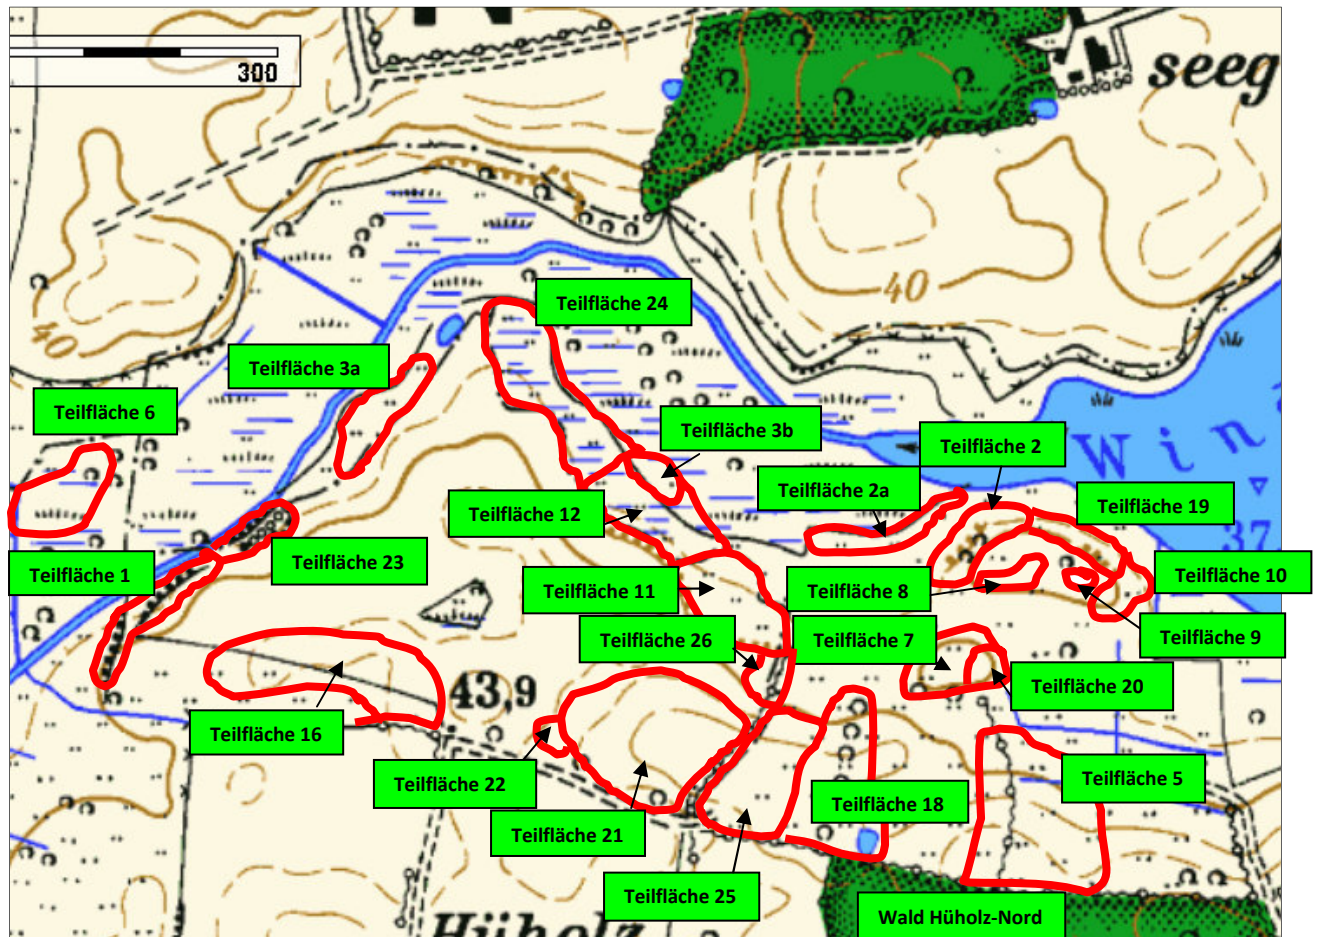 300
seeg
40
40
Teilfläche 24
Teilfläche 3a
Teilfläche 6
Teilfläche 3b
Teilfläche 2
Win
Teilfläche 2a
Teilfläche 19
Teilfläche 12
37
Teilfläche 23
Teilfläche 1
Teilfläche 10
Teilfläche 11
Teilfläche 8
Teilfläche 9
Teilfläche 26
Teilfläche 7
Teilfläche 20
43,9
Teilfläche 16
Teilfläche 22
Teilfläche 5
Teilfläche 18
Teilfläche 21
Teilfläche 25
Wald Hüholz-Nord
Hüholz